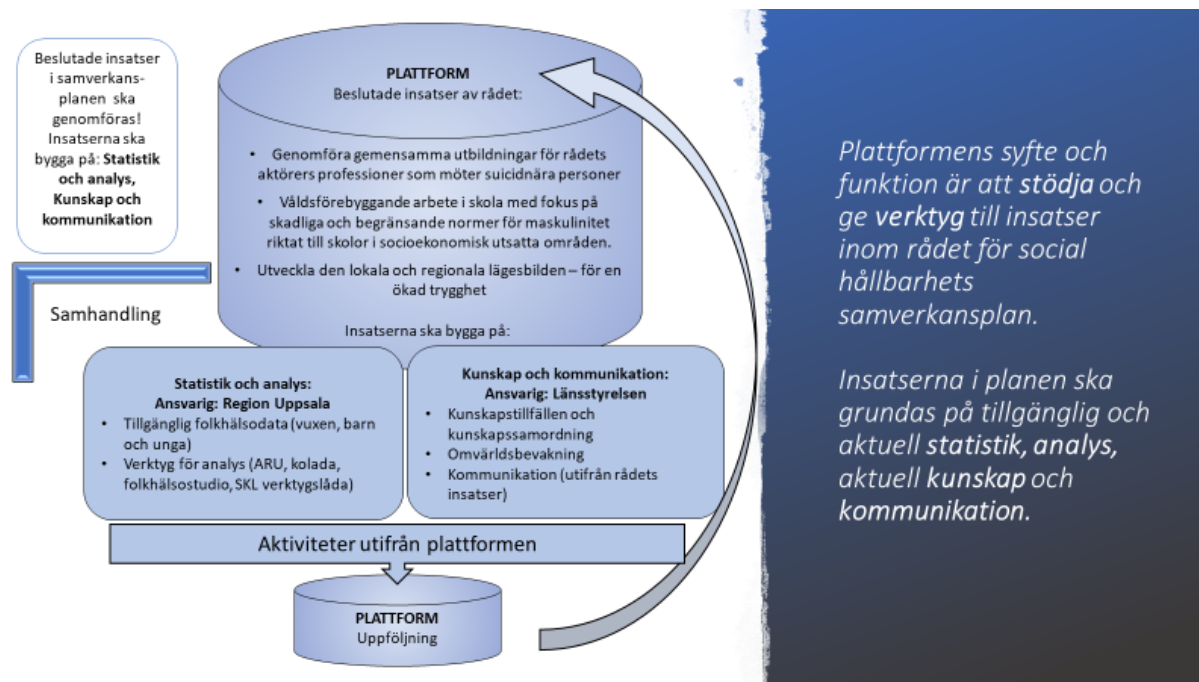 Beslutade insatser
i samverkans-
planen ska
genomföras!
Insatserna ska
bygga på: Statistik
och analys,
Kunskap och
kommunikation
Samhandling
PLATTFORM
Beslutade insatser av rådet:
• Genomföra gemensamma utbildningar för rådets
aktörers professioner som möter suicidnära personer
• Våldsförebyggande arbete i skola med fokus på
skadliga och begränsande normer för maskulinitet
riktat till skolor i socioekonomisk utsatta områden.
• Utveckla den lokala och regionala lägesbilden – för en
ökad trygghet
Insatserna ska bygga på:
Statistik och analys:
Ansvarig: Region Uppsala
• Tillgänglig folkhälsodata (vuxen, barn
och unga)
• Verktyg för analys (ARU, kolada,
folkhälsostudio, SKL verktygslåda)
Kunskap och kommunikation:
Ansvarig: Länsstyrelsen
• Kunskapstillfällen och
kunskapssamordning
• Omvärldsbevakning
• Kommunikation (utifrån rådets
insatser)
Aktiviteter utifrån plattformen
PLATTFORM
Uppföljning
Plattformens syfte och
funktion är att stödja och
ge verktyg till insatser
inom rådet för social
hållbarhets
samverkansplan.
Insatserna i planen ska
grundas på tillgänglig och
aktuell statistik, analys,
aktuell kunskap och
kommunikation.